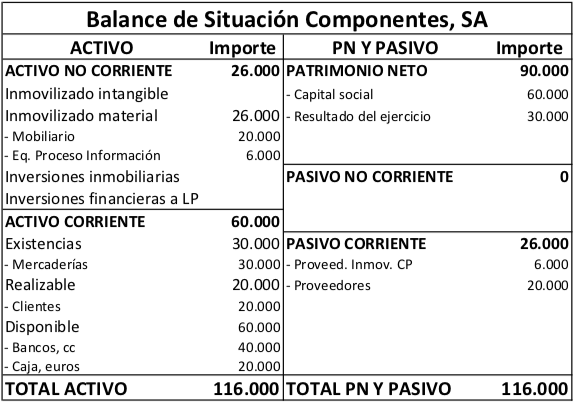 Balance de Situación Componentes, SA
ACTIVO Importe PN Y PASIVO Importe
ACTIVO NO CORRIENTE 26.000 PATRIMONIO NETO 90.000
Inmovilizado intangible - Capital social 60.000
Inmovilizado material 26.000 - Resultado del ejercicio 30.000
- Mobiliario 20.000
- Eq. Proceso Información 6.000
Inversiones inmobiliarias PASIVO NO CORRIENTE 0
Inversiones financieras a LP
ACTIVO CORRIENTE 60.000
Existencias 30.000 PASIVO CORRIENTE 26.000
- Mercaderías 30.000 - Proveed. Inmov. CP 6.000
Realizable 20.000 - Proveedores 20.000
- Clientes 20.000
Disponible 60.000
- Bancos, cc 40.000
- Caja, euros 20.000
TOTAL ACTIVO 116.000 TOTAL PN Y PASIVO 116.000